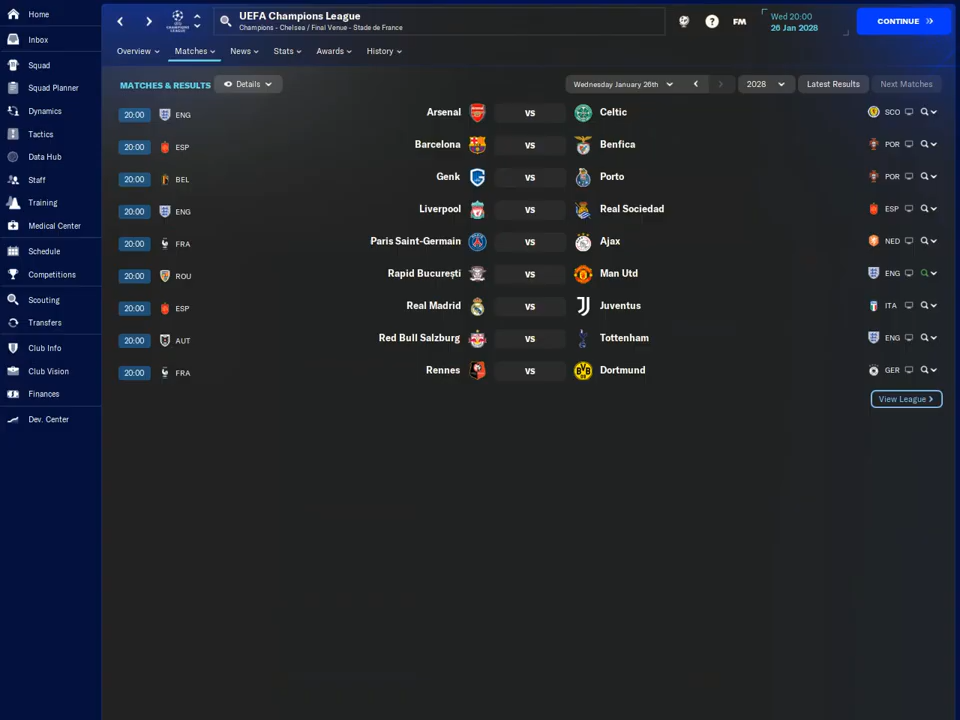 Home
Inbox
Squad
Squad Planner
Dynamics
Tactics
Data Hub
Staff
Training
Medical Center
Schedule
Competitions
Scouting
Transfers
Club Info
Club Vision
Finances
Dev. Center
UEFA Champions League
Champions - Chelsea / Final Venue - Stade de France
? FM
Wed 20:00
26 Jan 2028
CONTINUE
Overview Matches News Stats Awards History
MATCHES & RESULTS Details Wednesday January 26th 2028 Latest Results Next Matches
20:00 ENG Arsenal vs Celtic SCO
20:00 ESP Barcelona vs Benfica POR
20:00 BEL Genk vs Porto POR
20:00 ENG Liverpool vs Real Sociedad ESP
20:00 FRA Paris Saint-Germain vs Ajax NED
20:00 ROU Rapid București vs Man Utd ENG
20:00 ESP Real Madrid vs Juventus ITA
20:00 AUT Red Bull Salzburg vs Tottenham ENG
20:00 FRA Rennes vs Dortmund GER
View League